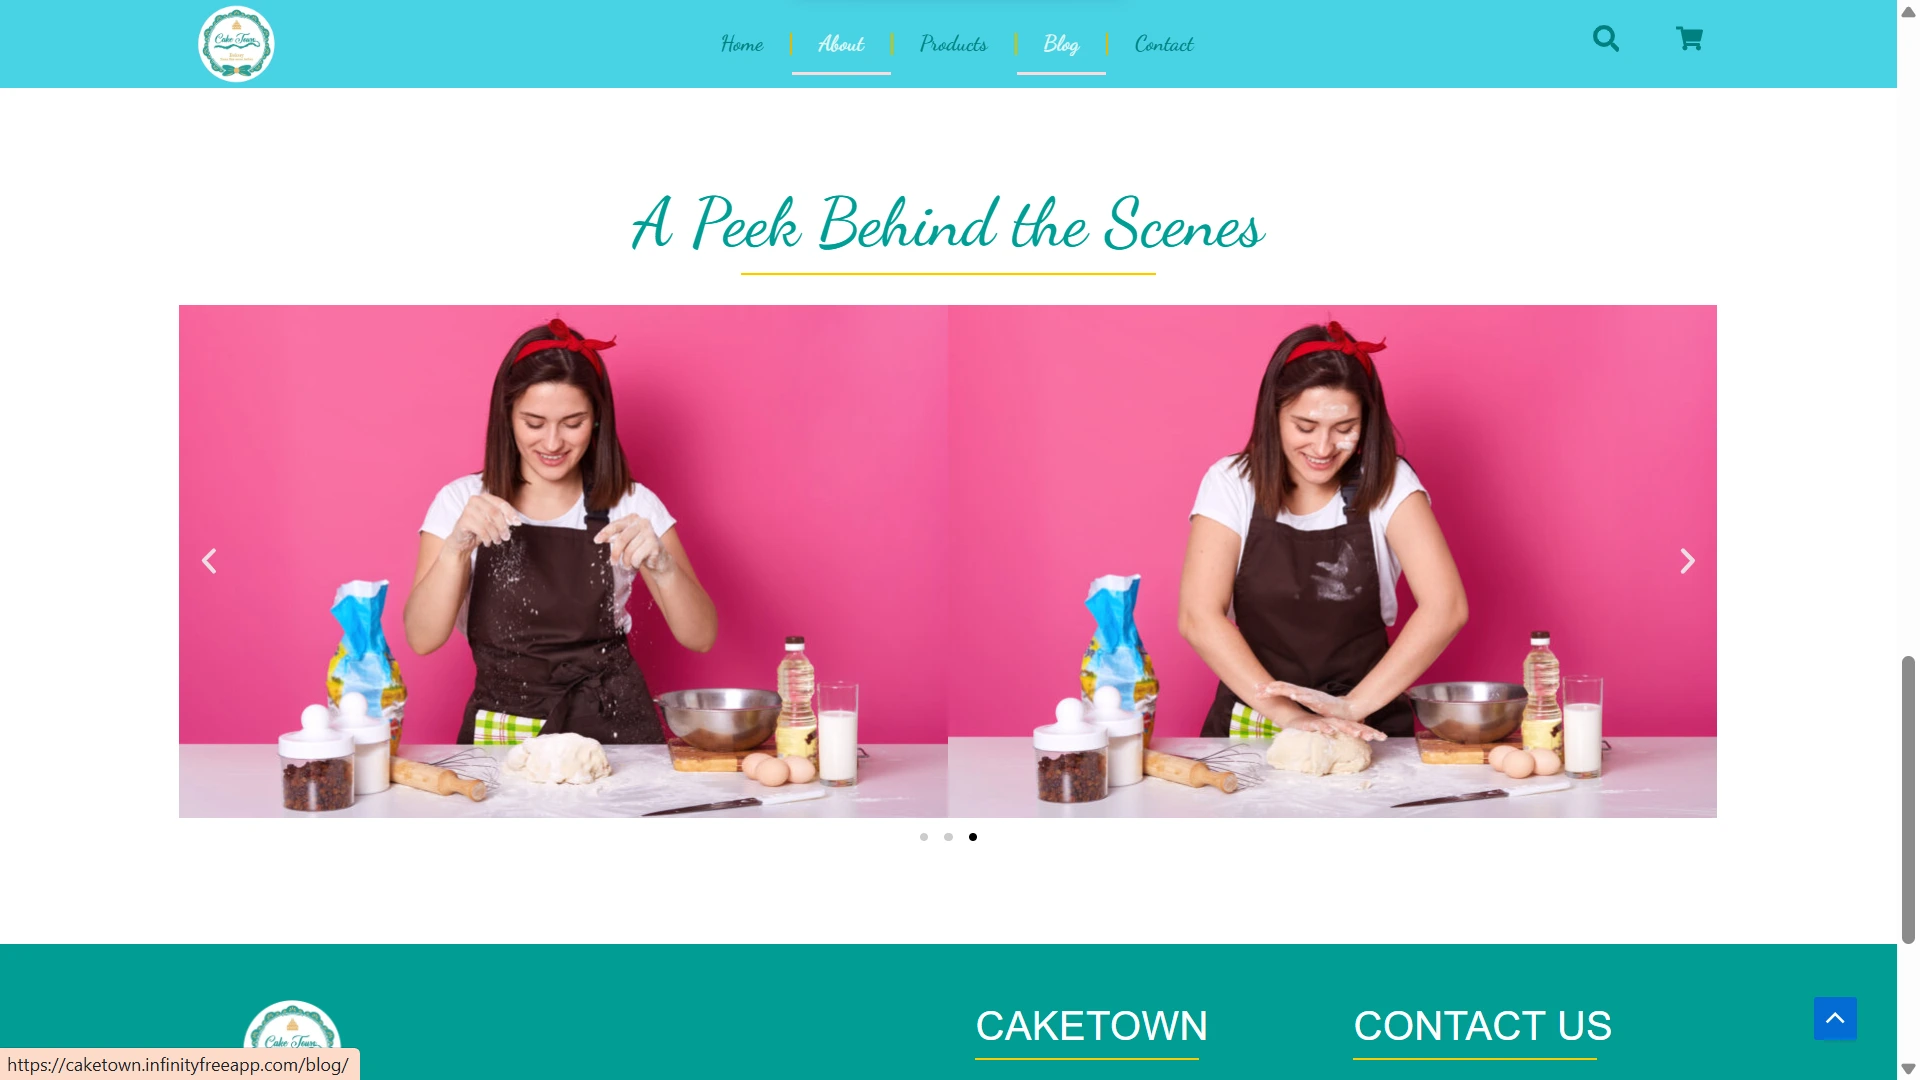 Cake Town
Home
About
Products
Blog
Contact
A Peek Behind the Scenes
CAKETOWN
CONTACT US
Cake Town
https://caketown.infinityfreeapp.com/blog/